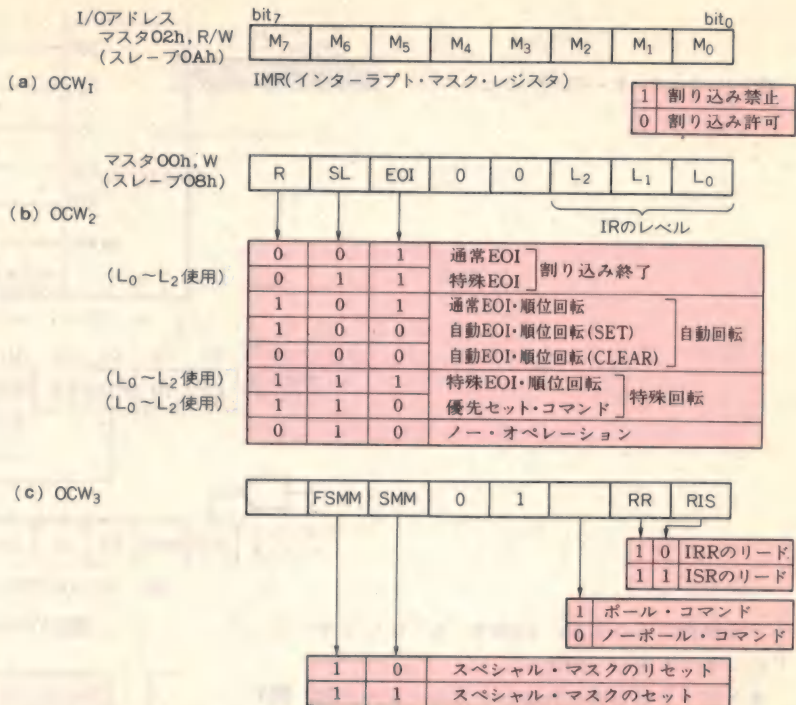 I/Oアドレス
bit7 bit0
マスタ02h, R/W
(スレーブ0Ah)
M7 M6 M5 M4 M3 M2 M1 M0
(a) OCW1
IMR(インターラプト・マスク・レジスタ)
1 割り込み禁止
0 割り込み許可
マスタ00h, W
(スレーブ08h)
R SL EOI 0 0 L2 L1 L0
(b) OCW2
IRのレベル
0 0 1 通常EOI
(L0～L2使用) 0 1 1 特殊EOI
割り込み終了
1 0 1 通常EOI・順位回転
1 0 0 自動EOI・順位回転(SET)
自動回転
0 0 0 自動EOI・順位回転(CLEAR)
(L0～L2使用) 1 1 1 特殊EOI・順位回転
(L0～L2使用) 1 1 0 優先セット・コマンド
特殊回転
0 1 0 ノー・オペレーション
(c) OCW3
FSMM SMM 0 1 RR RIS
1 0 IRRのリード
1 1 ISRのリード
1 ポール・コマンド
0 ノーポール・コマンド
1 0 スペシャル・マスクのリセット
1 1 スペシャル・マスクのセット